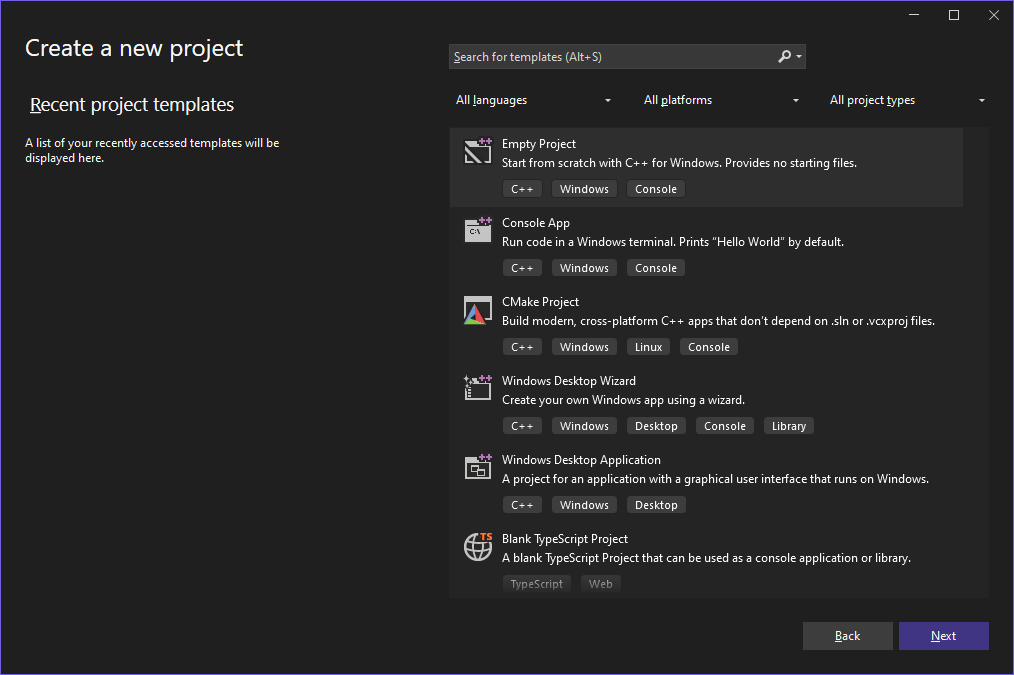 Create a new project
Search for templates (Alt+S)
Recent project templates
A list of your recently accessed templates will be
displayed here.
All languages
All platforms
All project types
Empty Project
Start from scratch with C++ for Windows. Provides no starting files.
C++ Windows Console
C:\
Console App
Run code in a Windows terminal. Prints "Hello World" by default.
C++ Windows Console
CMake Project
Build modern, cross-platform C++ apps that don't depend on .sln or .vcxproj files.
C++ Windows Linux Console
Windows Desktop Wizard
Create your own Windows app using a wizard.
C++ Windows Desktop Console Library
Windows Desktop Application
A project for an application with a graphical user interface that runs on Windows.
C++ Windows Desktop
TS
Blank TypeScript Project
A blank TypeScript Project that can be used as a console application or library.
TypeScript Web
Back
Next